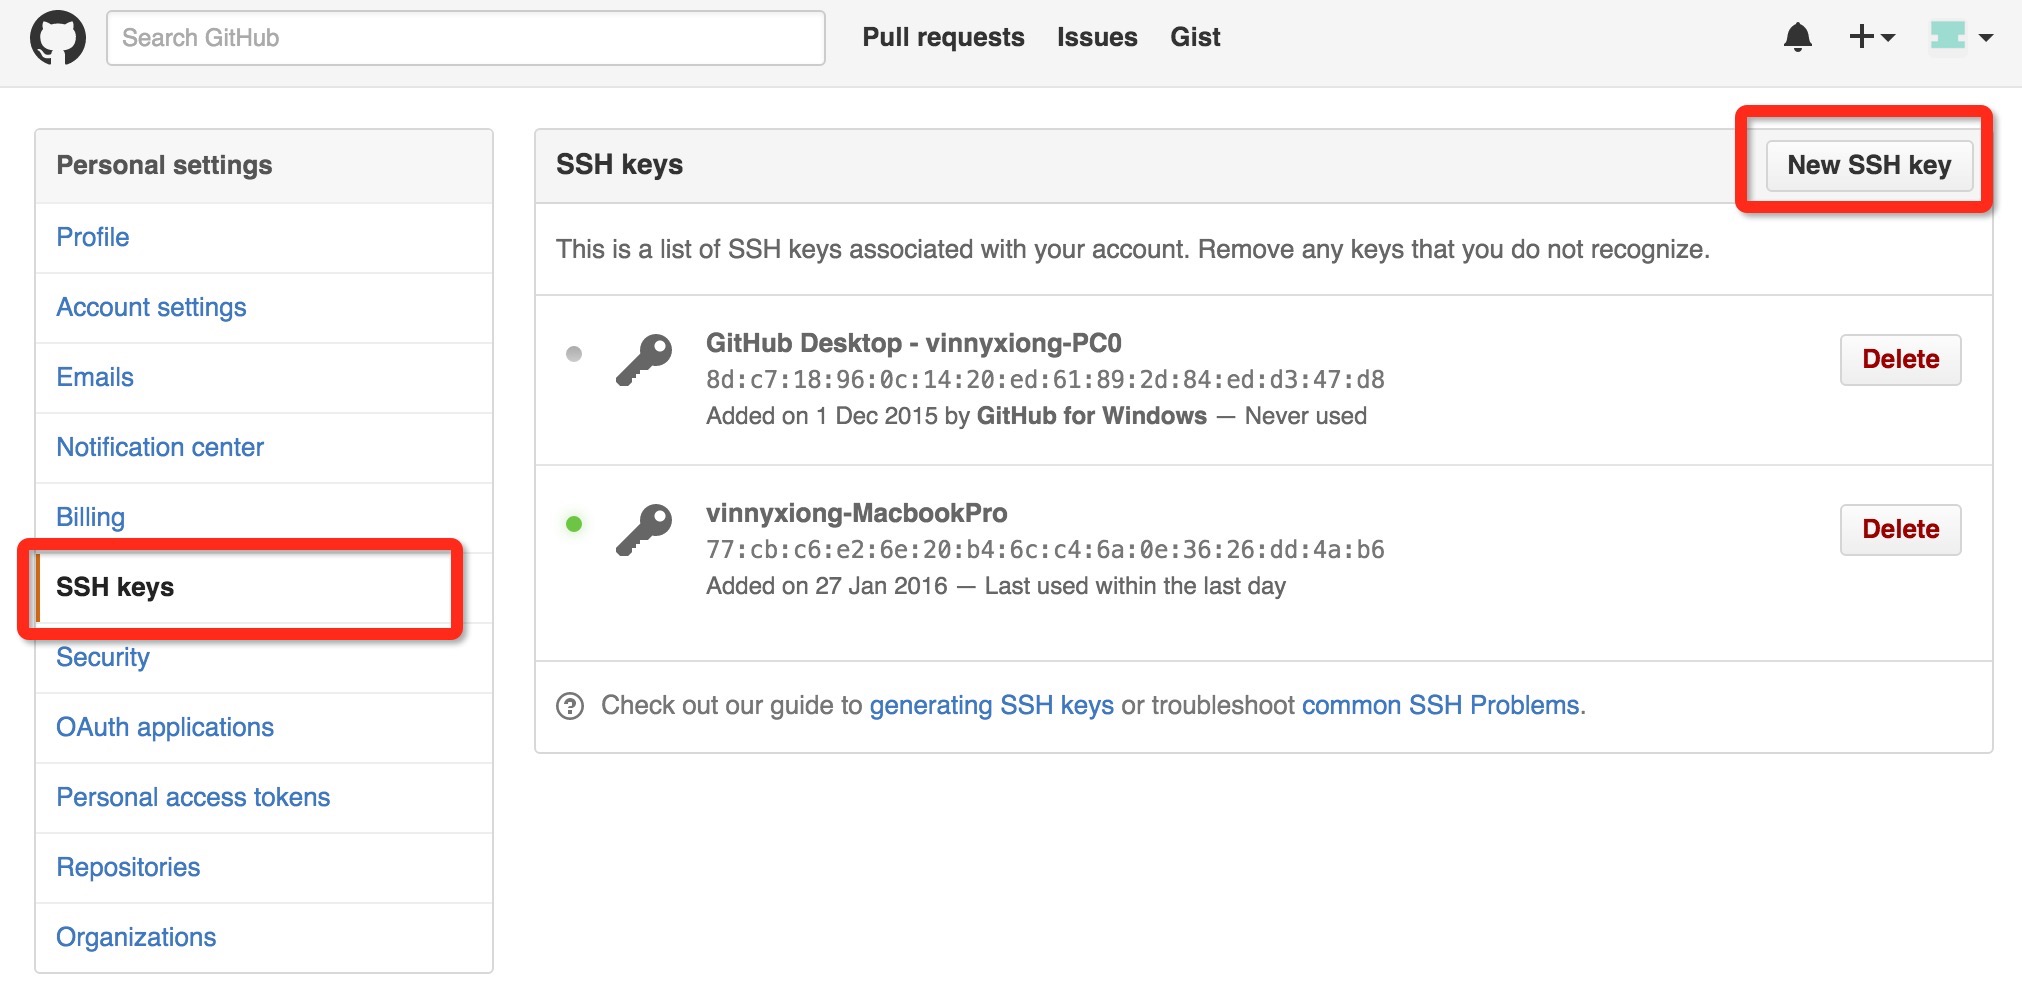 Search GitHub
Pull requests
Issues
Gist
Personal settings
Profile
Account settings
Emails
Notification center
Billing
SSH keys
Security
OAuth applications
Personal access tokens
Repositories
Organizations
SSH keys
New SSH key
This is a list of SSH keys associated with your account. Remove any keys that you do not recognize.
GitHub Desktop - vinnyxiong-PC0
8d:c7:18:96:0c:14:20:ed:61:89:2d:84:ed:d3:47:d8
Added on 1 Dec 2015 by GitHub for Windows — Never used
Delete
vinnyxiong-MacbookPro
77:cb:c6:e2:6e:20:b4:6c:c4:6a:0e:36:26:dd:4a:b6
Added on 27 Jan 2016 — Last used within the last day
Delete
Check out our guide to generating SSH keys or troubleshoot common SSH Problems.